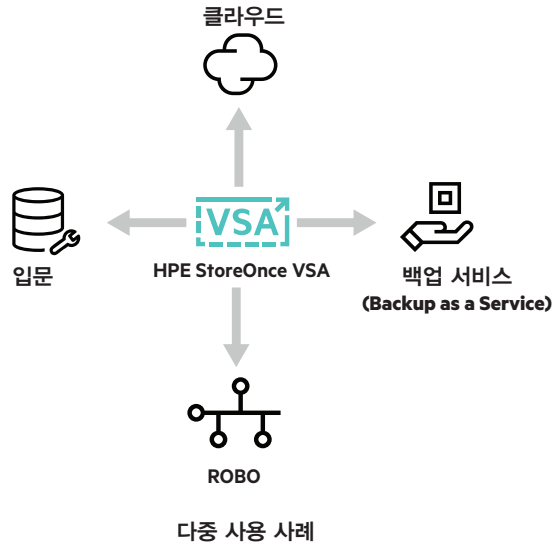 클라우드
VSA
HPE StoreOnce VSA
입문
백업 서비스
(Backup as a Service)
ROBO
다중 사용 사례